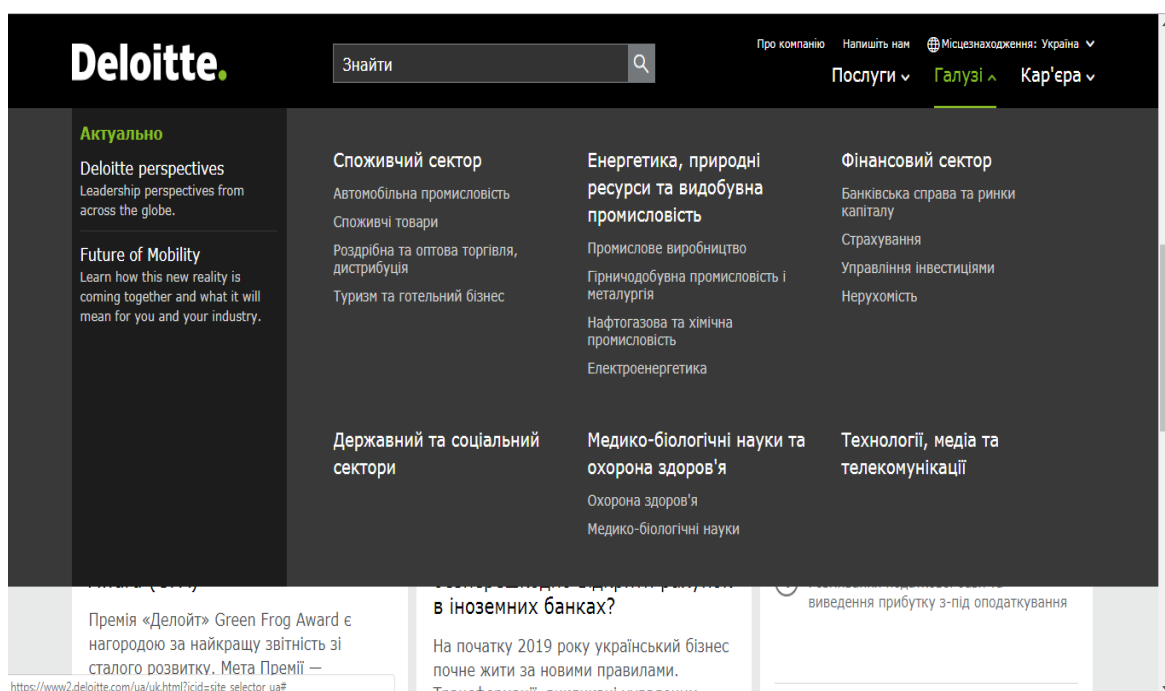 Deloitte.
Знайти
Про компанію Напишіть нам Місцезнаходження: Україна
Послуги Галузі Кар'єра
Актуально
Deloitte perspectives
Leadership perspectives from
across the globe.
Future of Mobility
Learn how this new reality is
coming together and what it will
mean for you and your industry.
Споживчий сектор
Автомобільна промисловість
Споживчі товари
Роздрібна та оптова торгівля,
дистрибуція
Туризм та готельний бізнес
Енергетика, природні
ресурси та видобувна
промисловість
Промислове виробництво
Гірничодобувна промисловість і
металургія
Нафтогазова та хімічна
промисловість
Електроенергетика
Фінансовий сектор
Банківська справа та ринки
капіталу
Страхування
Управління інвестиціями
Нерухомість
Державний та соціальний
сектори
Медико-біологічні науки та
охорона здоров'я
Охорона здоров'я
Медико-біологічні науки
Технології, медіа та
телекомунікації
Премія «Делойт» Green Frog Award є
нагородою за найкращу звітність зі
сталого розвитку. Мета Премії —
в іноземних банках?
На початку 2019 року український бізнес
почне жити за новими правилами.
виведення прибутку з-під оподаткування
https://www2.deloitte.com/ua/uk.html?icid=site_selector_ua#